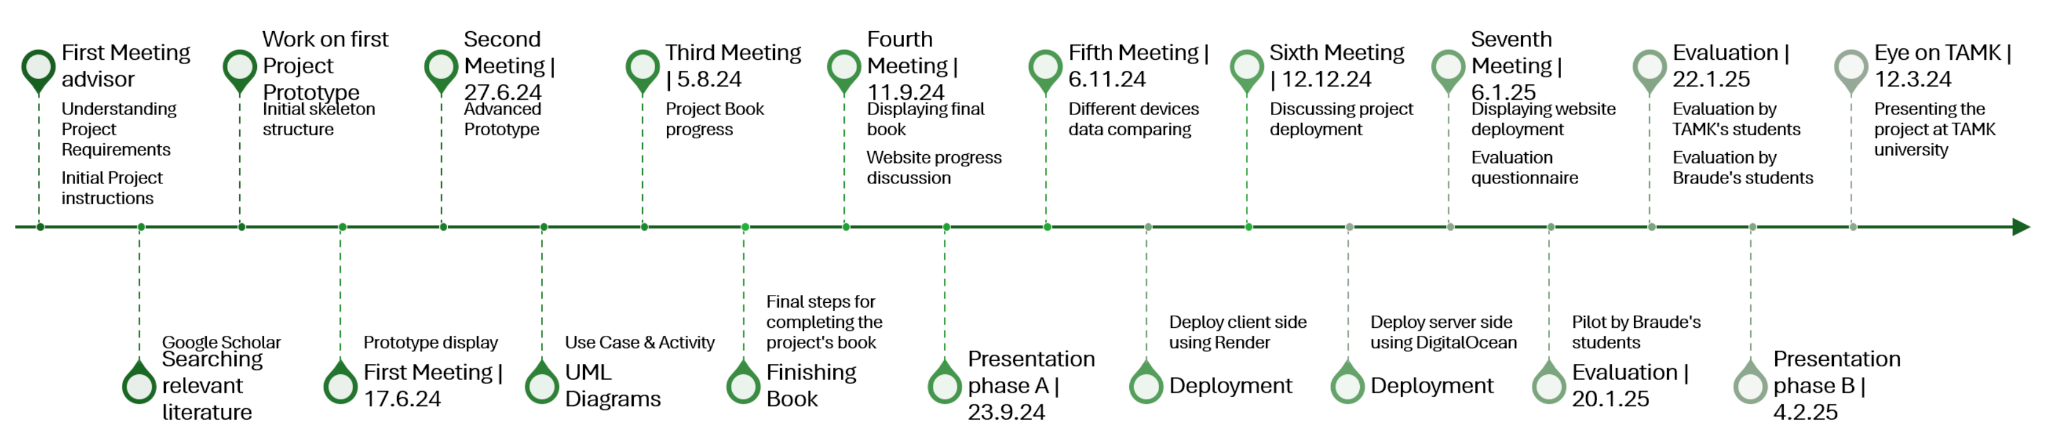 First Meeting
advisor
Understanding
Project
Requirements
Initial Project
instructions
Work on first
Project
Prototype
Initial skeleton
structure
Second
Meeting |
27.6.24
Advanced
Prototype
Third Meeting
| 5.8.24
Project Book
progress
Fourth
Meeting |
11.9.24
Displaying final
book
Website progress
discussion
Fifth Meeting |
6.11.24
Different devices
data comparing
Sixth Meeting
| 12.12.24
Discussing project
deployment
Seventh
Meeting |
6.1.25
Displaying website
deployment
Evaluation
questionnaire
Evaluation |
22.1.25
Evaluation by
TAMK's students
Evaluation by
Braude's students
Eye on TAMK |
12.3.24
Presenting the
project at TAMK
university
Google Scholar
Searching
relevant
literature
Prototype display
First Meeting |
17.6.24
Use Case & Activity
UML
Diagrams
Final steps for
completing the
project's book
Finishing
Book
Presentation
phase A |
23.9.24
Deploy client side
using Render
Deployment
Deploy server side
using DigitalOcean
Deployment
Pilot by Braude's
students
Evaluation |
20.1.25
Presentation
phase B |
4.2.25